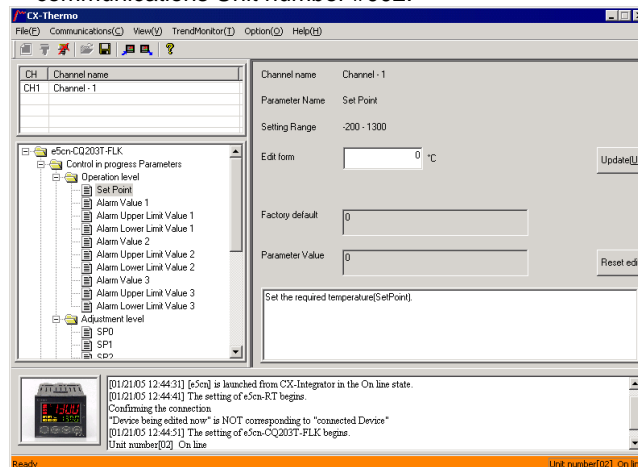 communications Unit number #002.
CX-Thermo
File(F) Communications(C) View(V) TrendMonitor(T) Option(O) Help(H)
CH Channel name
CH1 Channel - 1
e5cn-CQ203T-FLK
Control in progress Parameters
Operation level
Set Point
Alarm Value 1
Alarm Upper Limit Value 1
Alarm Lower Limit Value 1
Alarm Value 2
Alarm Upper Limit Value 2
Alarm Lower Limit Value 2
Alarm Value 3
Alarm Upper Limit Value 3
Alarm Lower Limit Value 3
Adjustment level
SP0
SP1
SP2
Channel name Channel - 1
Parameter Name Set Point
Setting Range -200 - 1300
Edit form 0 °C
Update(U
Factory default 0
Parameter Value 0
Reset edi
Set the required temperature(SetPoint).
[01/21/05 12:44:31] [e5cn] is launched from CX-Integrator in the On line state.
[01/21/05 12:44:41] The setting of e5cn-RT begins.
Confirming the connection
"Device being edited now" is NOT corresponding to "connected Device"
[01/21/05 12:44:51] The setting of e5cn-CQ203T-FLK begins.
Unit number[02] On line
Ready Unit number[02] On lin